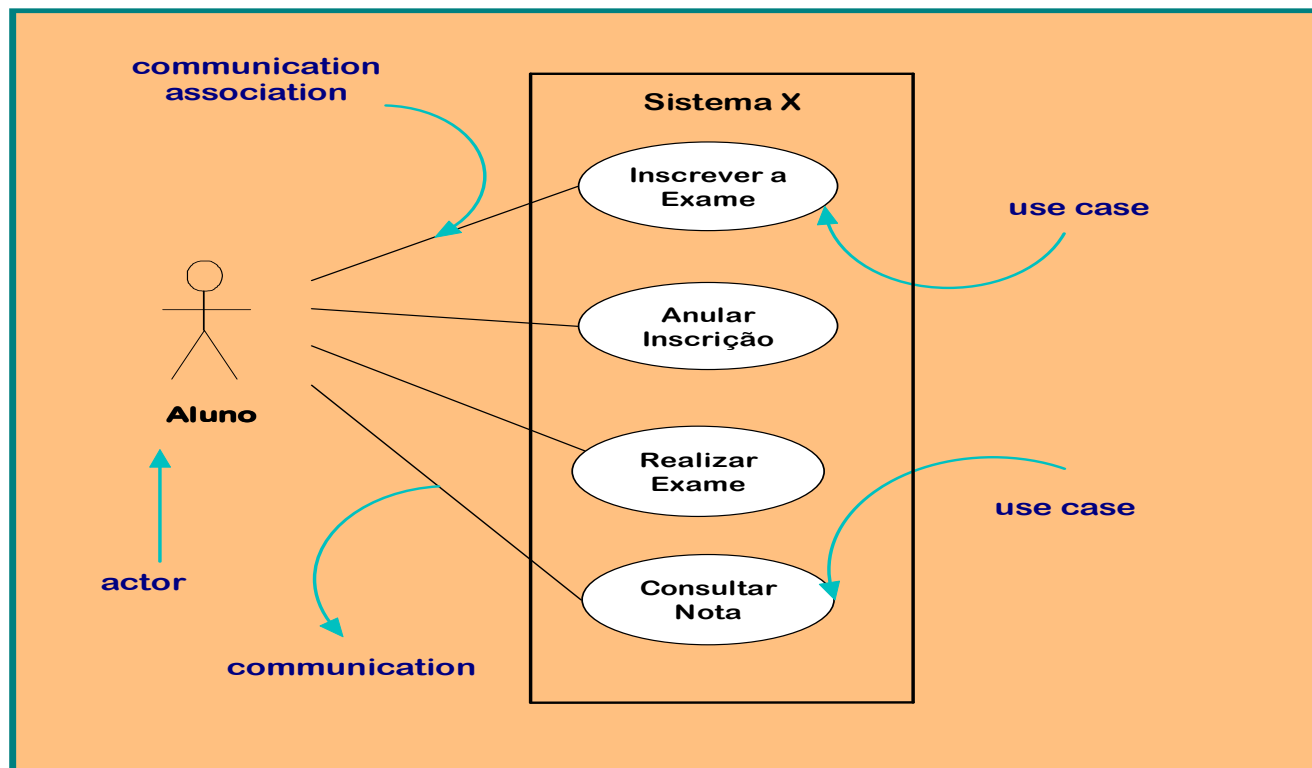 communication
association
Sistema X
Inscrever a
Exame
use case
Anular
Inscrição
Aluno
Realizar
Exame
use case
actor
Consultar
Nota
communication